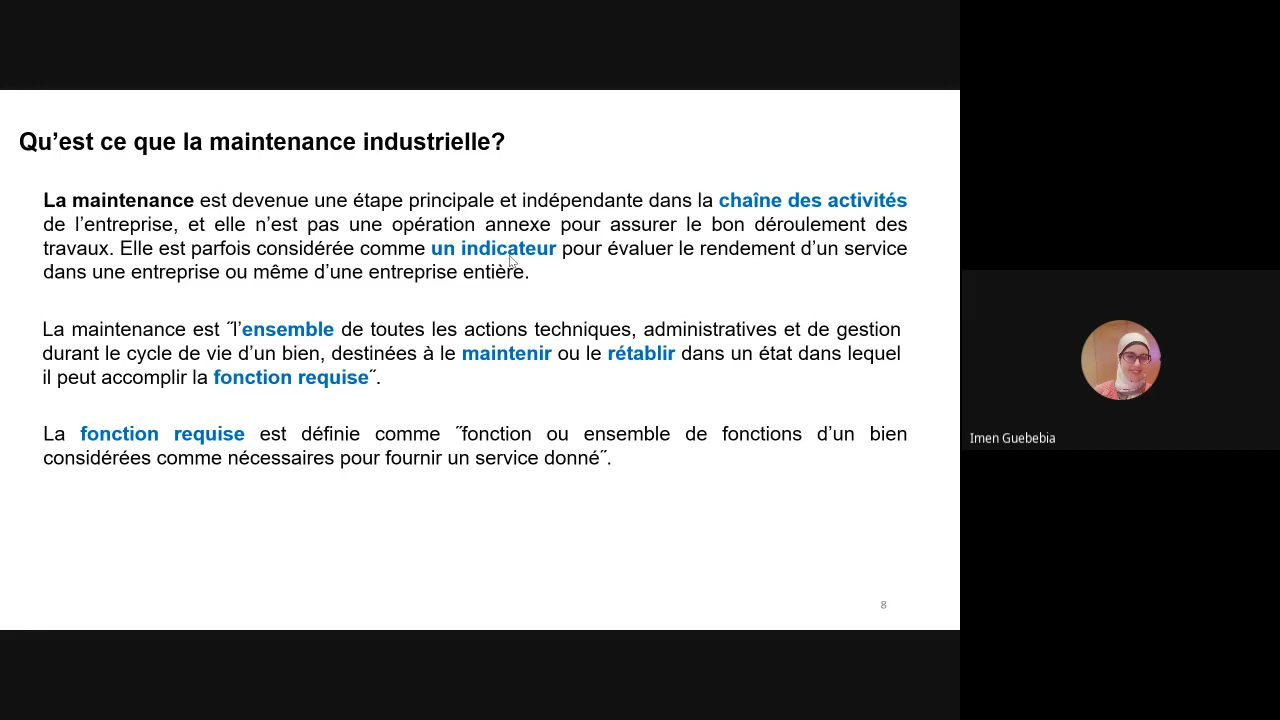 Qu’est ce que la maintenance industrielle?
La maintenance est devenue une étape principale et indépendante dans la chaîne des activités
de l’entreprise, et elle n’est pas une opération annexe pour assurer le bon déroulement des
travaux. Elle est parfois considérée comme un indicateur pour évaluer le rendement d’un service
dans une entreprise ou même d’une entreprise entière.
La maintenance est ˝l’ensemble de toutes les actions techniques, administratives et de gestion
durant le cycle de vie d’un bien, destinées à le maintenir ou le rétablir dans un état dans lequel
il peut accomplir la fonction requise˝.
La fonction requise est définie comme ˝fonction ou ensemble de fonctions d’un bien
considérées comme nécessaires pour fournir un service donné˝.
8
Imen Guebebia